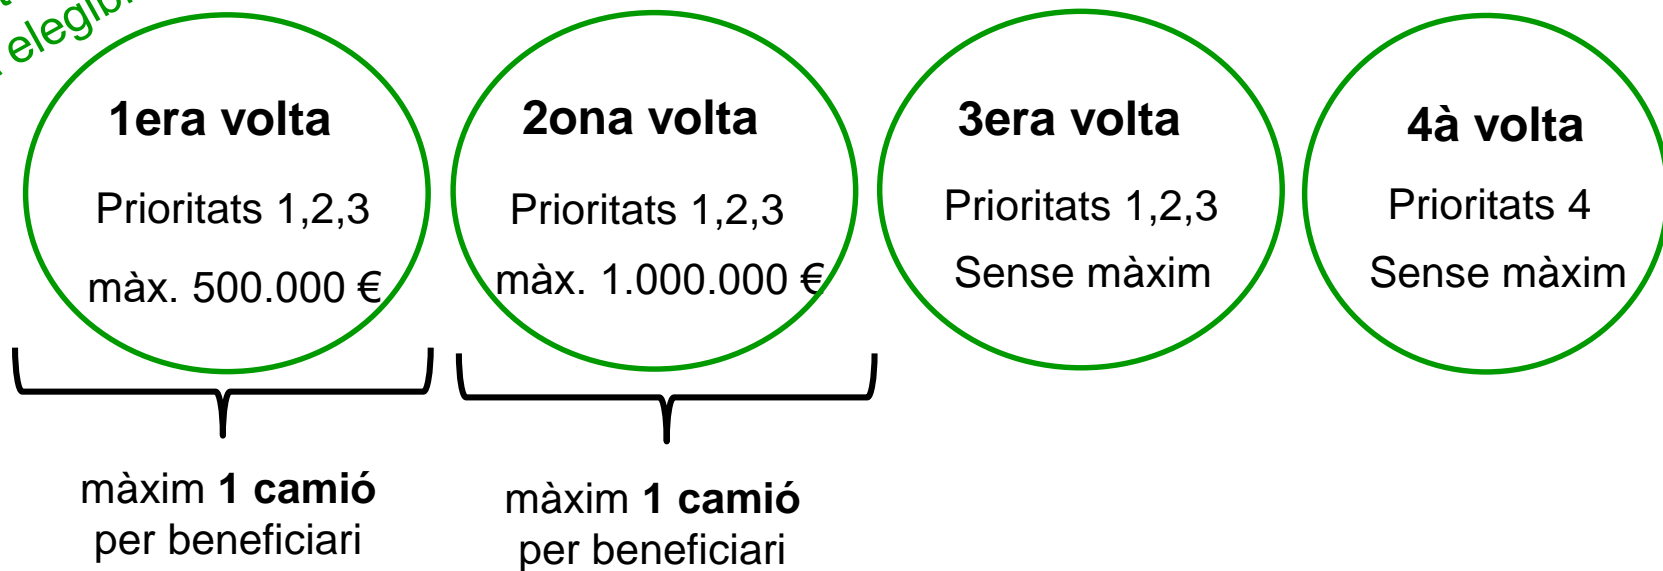 1era volta
Prioritats 1,2,3
màx. 500.000 €
màxim 1 camió
per beneficiari
2ona volta
Prioritats 1,2,3
màx. 1.000.000 €
màxim 1 camió
per beneficiari
3era volta
Prioritats 1,2,3
Sense màxim
4à volta
Prioritats 4
Sense màxim